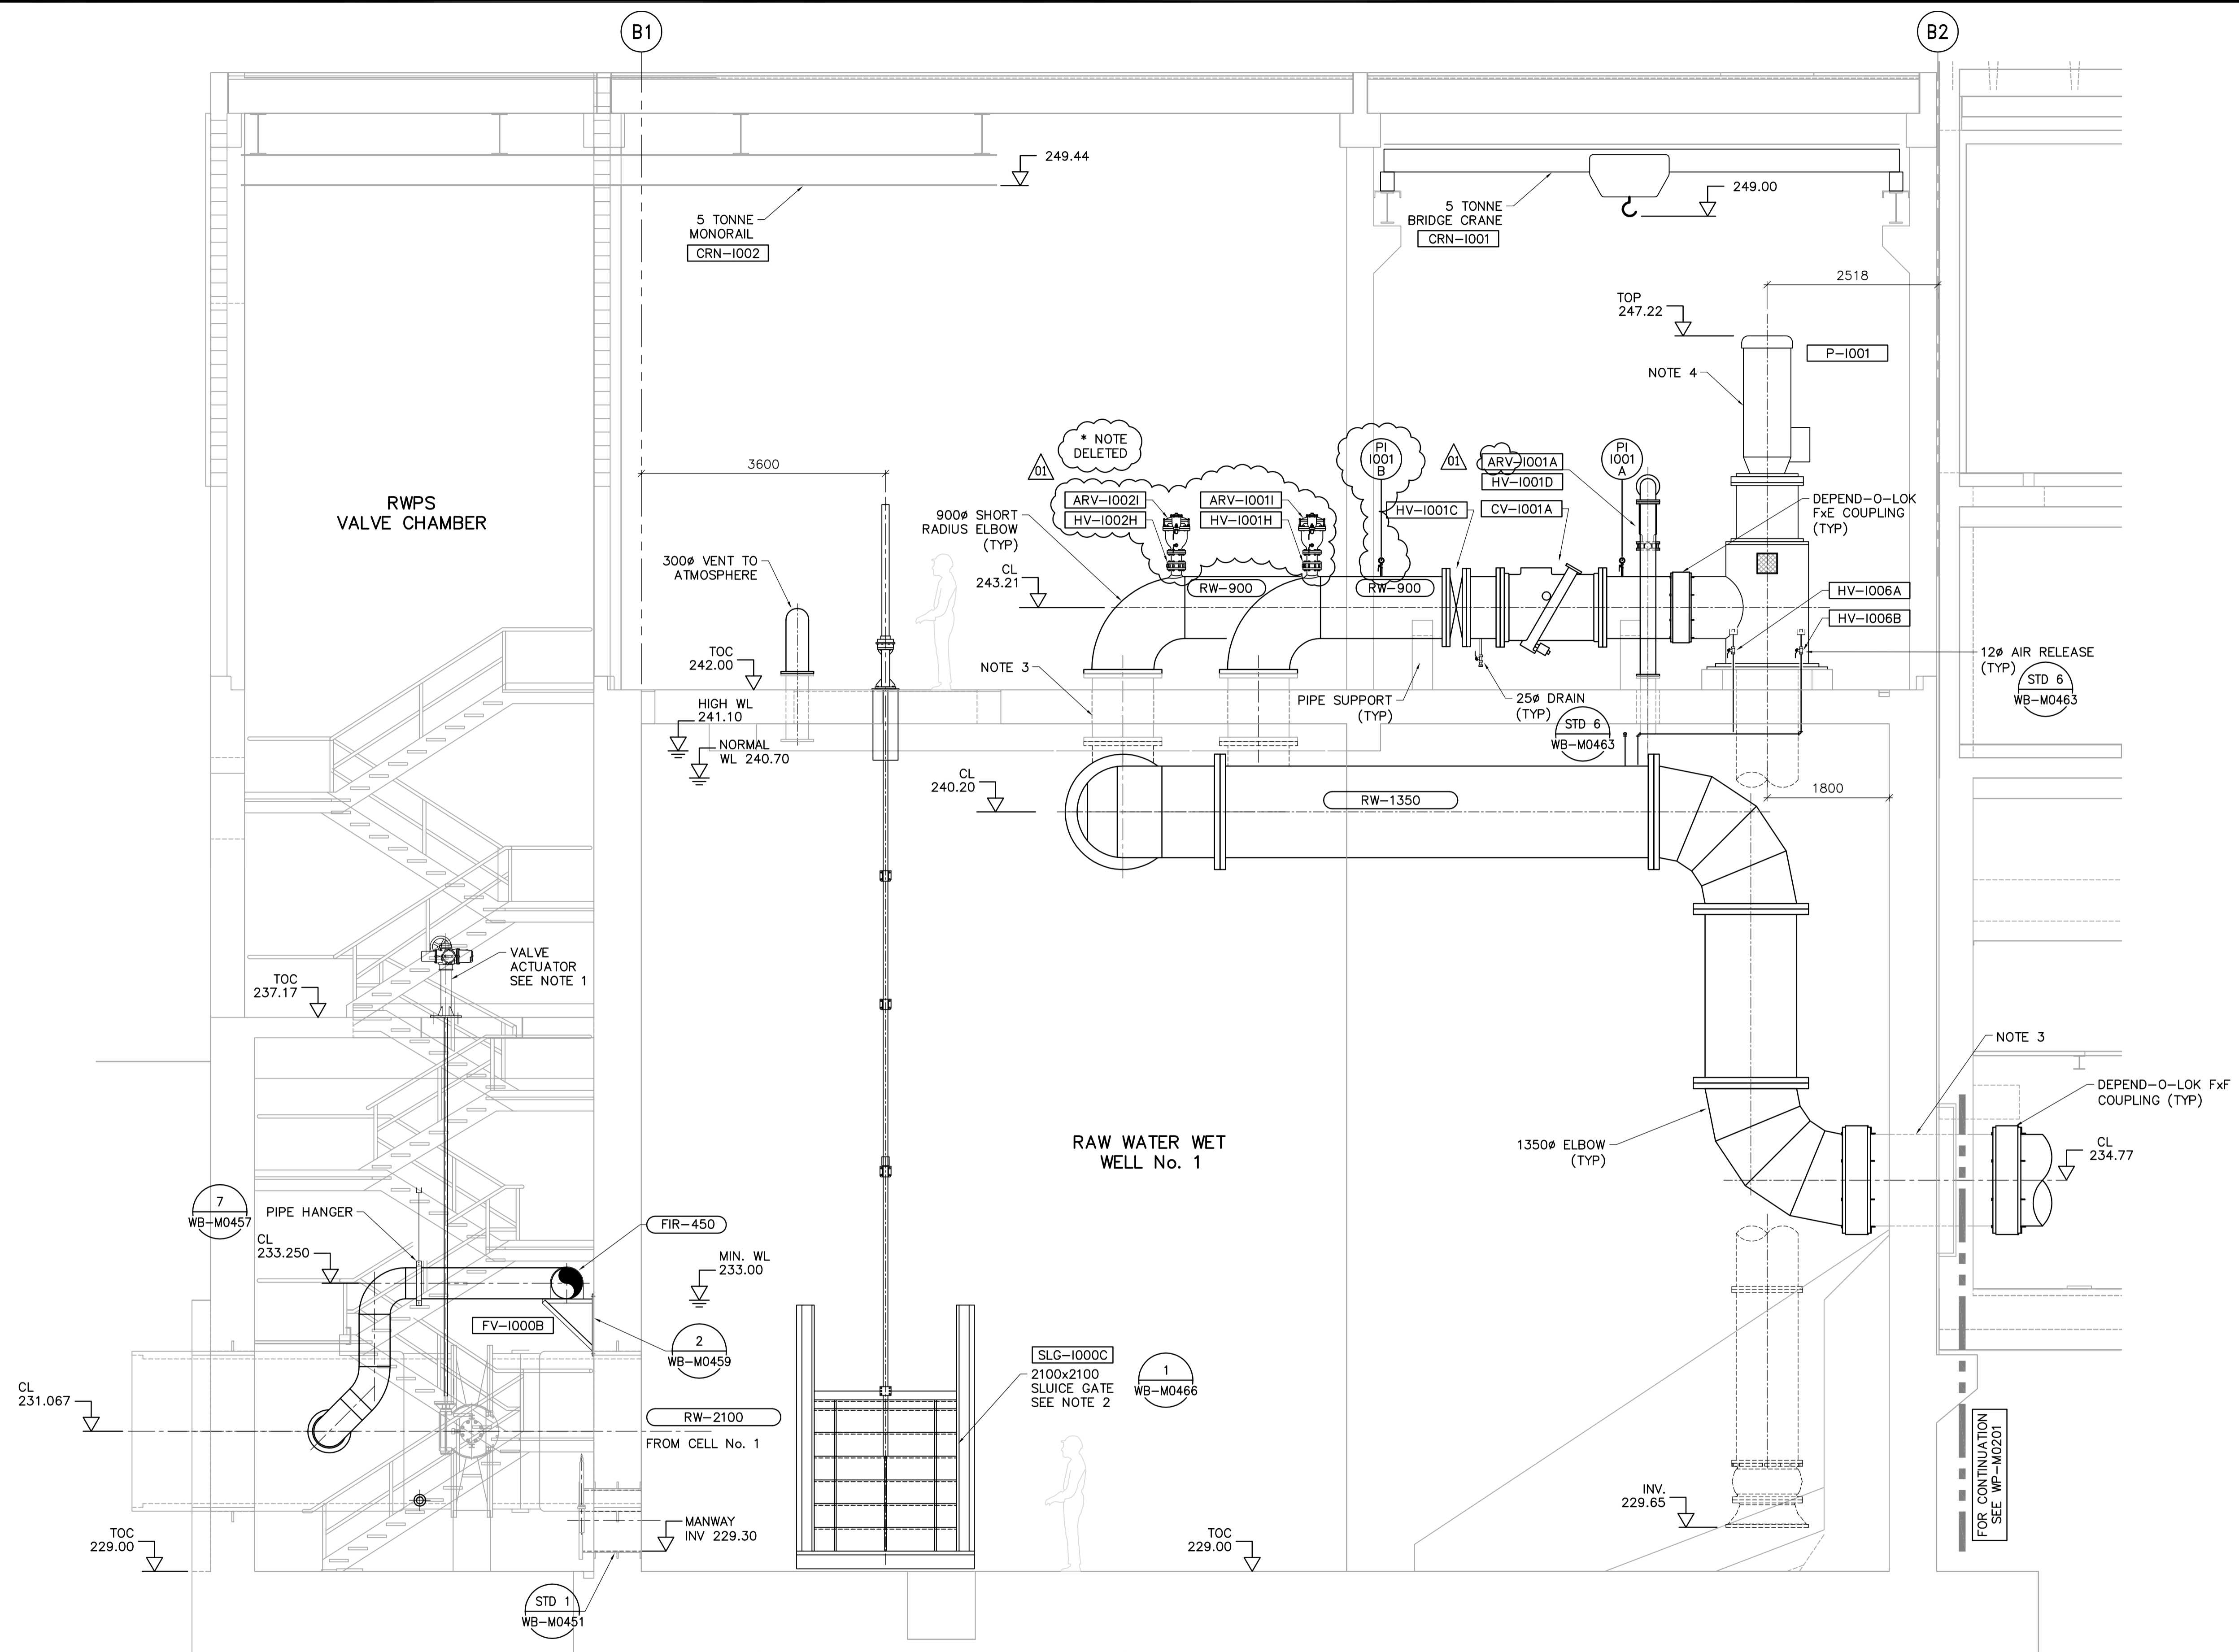 B1
B2
249.44
5 TONNE
MONORAIL
CRN-I002
249.00
5 TONNE
BRIDGE CRANE
CRN-I001
2518
TOP
247.22
P-I001
NOTE 4
* NOTE
DELETED
01
3600
PI
I001
B
01
ARV-I001A
HV-I001D
PI
I001
A
RWPS
VALVE CHAMBER
ARV-I002I
HV-I002H
ARV-I001I
HV-I001H
HV-I001C
CV-I001A
DEPEND-O-LOK
FxE COUPLING
(TYP)
900ø SHORT
RADIUS ELBOW
(TYP)
300ø VENT TO
ATMOSPHERE
CL
243.21
RW-900
RW-900
HV-I006A
HV-I006B
TOC
242.00
NOTE 3
12ø AIR RELEASE
(TYP)
STD 6
WB-M0463
PIPE SUPPORT
(TYP)
25ø DRAIN
(TYP)
STD 6
WB-M0463
HIGH WL
241.10
NORMAL
WL 240.70
CL
240.20
RW-1350
1800
VALVE
ACTUATOR
SEE NOTE 1
TOC
237.17
NOTE 3
DEPEND-O-LOK FxF
COUPLING (TYP)
RAW WATER WET
WELL No. 1
1350ø ELBOW
(TYP)
CL
234.77
7
WB-M0457
PIPE HANGER
CL
233.250
FIR-450
MIN. WL
233.00
FV-I000B
2
WB-M0459
SLG-I000C
2100x2100
SLUICE GATE
SEE NOTE 2
1
WB-M0466
CL
231.067
RW-2100
FROM CELL No. 1
FOR CONTINUATION
SEE WP-M0201
INV.
229.65
MANWAY
INV 229.30
TOC
229.00
TOC
229.00
STD 1
WB-M0451